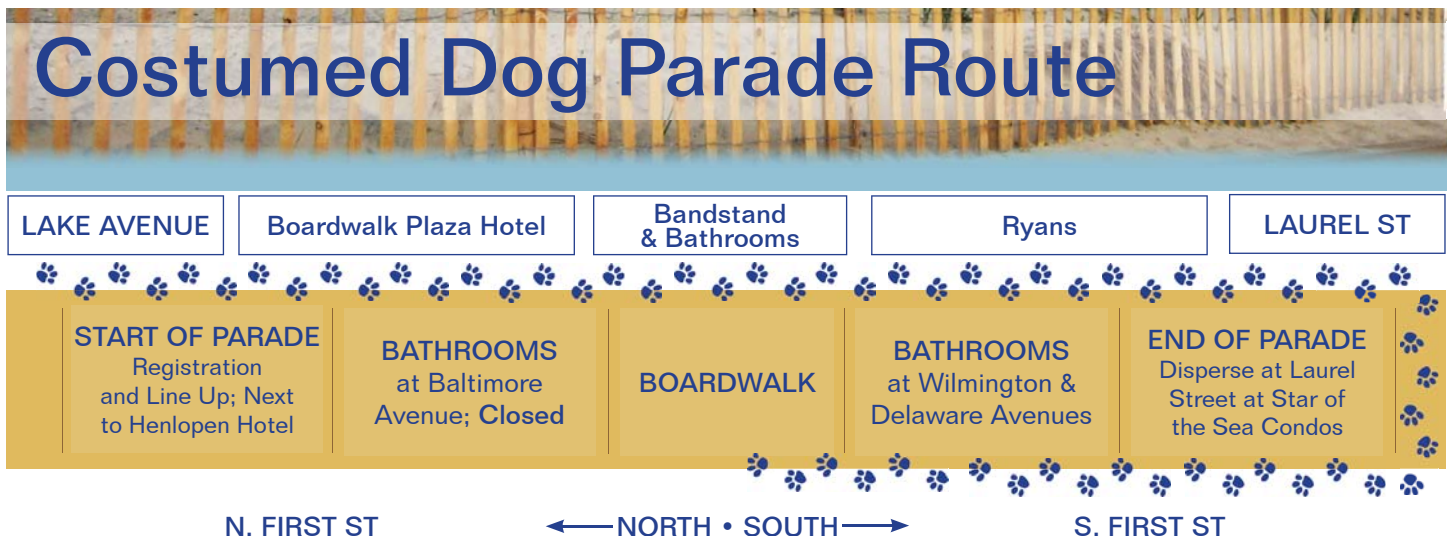 Costumed Dog Parade Route
LAKE AVENUE
Boardwalk Plaza Hotel
Bandstand
& Bathrooms
Ryans
LAUREL ST
START OF PARADE
Registration
and Line Up; Next
to Henlopen Hotel
BATHROOMS
at Baltimore
Avenue; Closed
BOARDWALK
BATHROOMS
at Wilmington &
Delaware Avenues
END OF PARADE
Disperse at Laurel
Street at Star of
the Sea Condos
N. FIRST ST
NORTH • SOUTH
S. FIRST ST